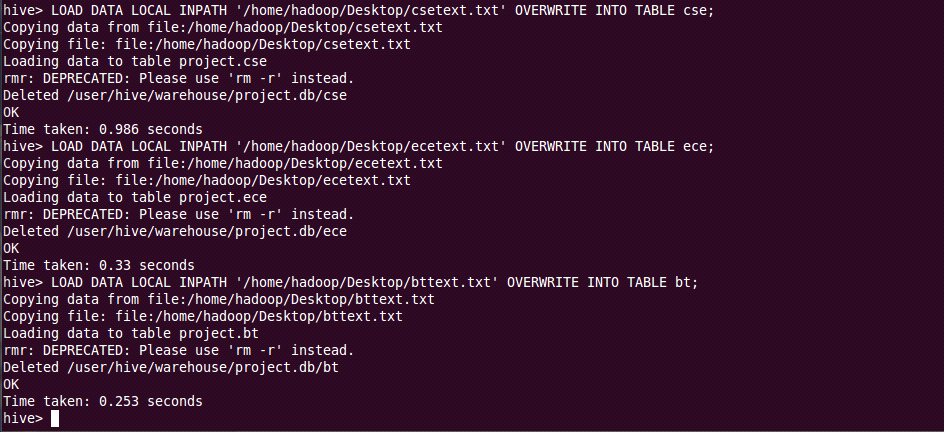 hive> LOAD DATA LOCAL INPATH '/home/hadoop/Desktop/csetext.txt' OVERWRITE INTO TABLE cse;
Copying data from file:/home/hadoop/Desktop/csetext.txt
Copying file: file:/home/hadoop/Desktop/csetext.txt
Loading data to table project.cse
rmr: DEPRECATED: Please use 'rm -r' instead.
Deleted /user/hive/warehouse/project.db/cse
OK
Time taken: 0.986 seconds
hive> LOAD DATA LOCAL INPATH '/home/hadoop/Desktop/ecetext.txt' OVERWRITE INTO TABLE ece;
Copying data from file:/home/hadoop/Desktop/ecetext.txt
Copying file: file:/home/hadoop/Desktop/ecetext.txt
Loading data to table project.ece
rmr: DEPRECATED: Please use 'rm -r' instead.
Deleted /user/hive/warehouse/project.db/ece
OK
Time taken: 0.33 seconds
hive> LOAD DATA LOCAL INPATH '/home/hadoop/Desktop/bttext.txt' OVERWRITE INTO TABLE bt;
Copying data from file:/home/hadoop/Desktop/bttext.txt
Copying file: file:/home/hadoop/Desktop/bttext.txt
Loading data to table project.bt
rmr: DEPRECATED: Please use 'rm -r' instead.
Deleted /user/hive/warehouse/project.db/bt
OK
Time taken: 0.253 seconds
hive>